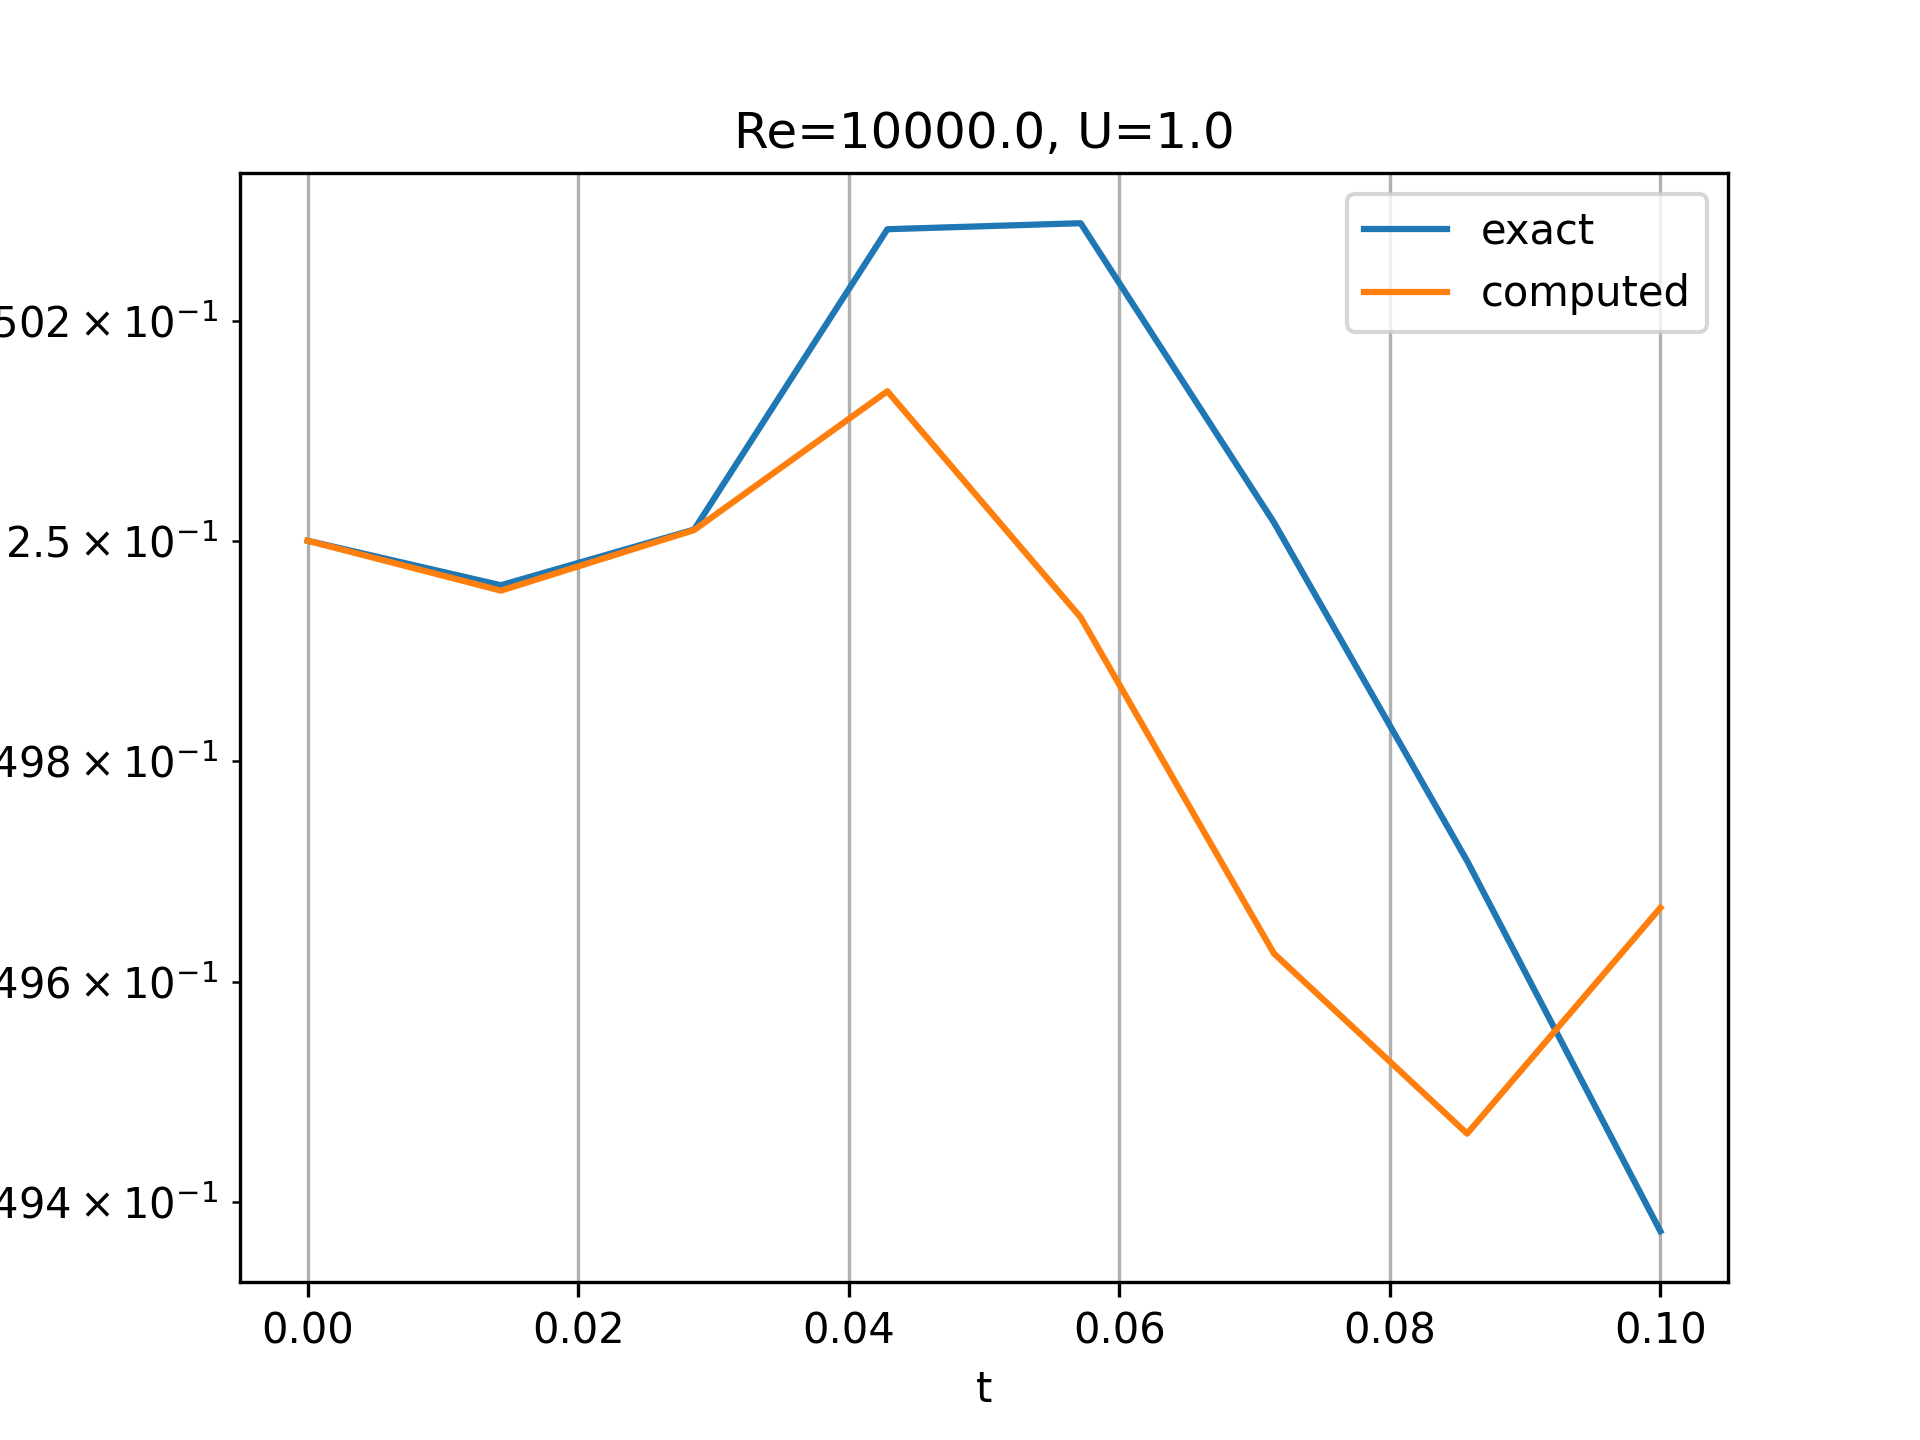 Re=10000.0, U=1.0
exact
computed
502 × 10⁻¹
2.5 × 10⁻¹
498 × 10⁻¹
496 × 10⁻¹
494 × 10⁻¹
0.00 0.02 0.04 0.06 0.08 0.10
t